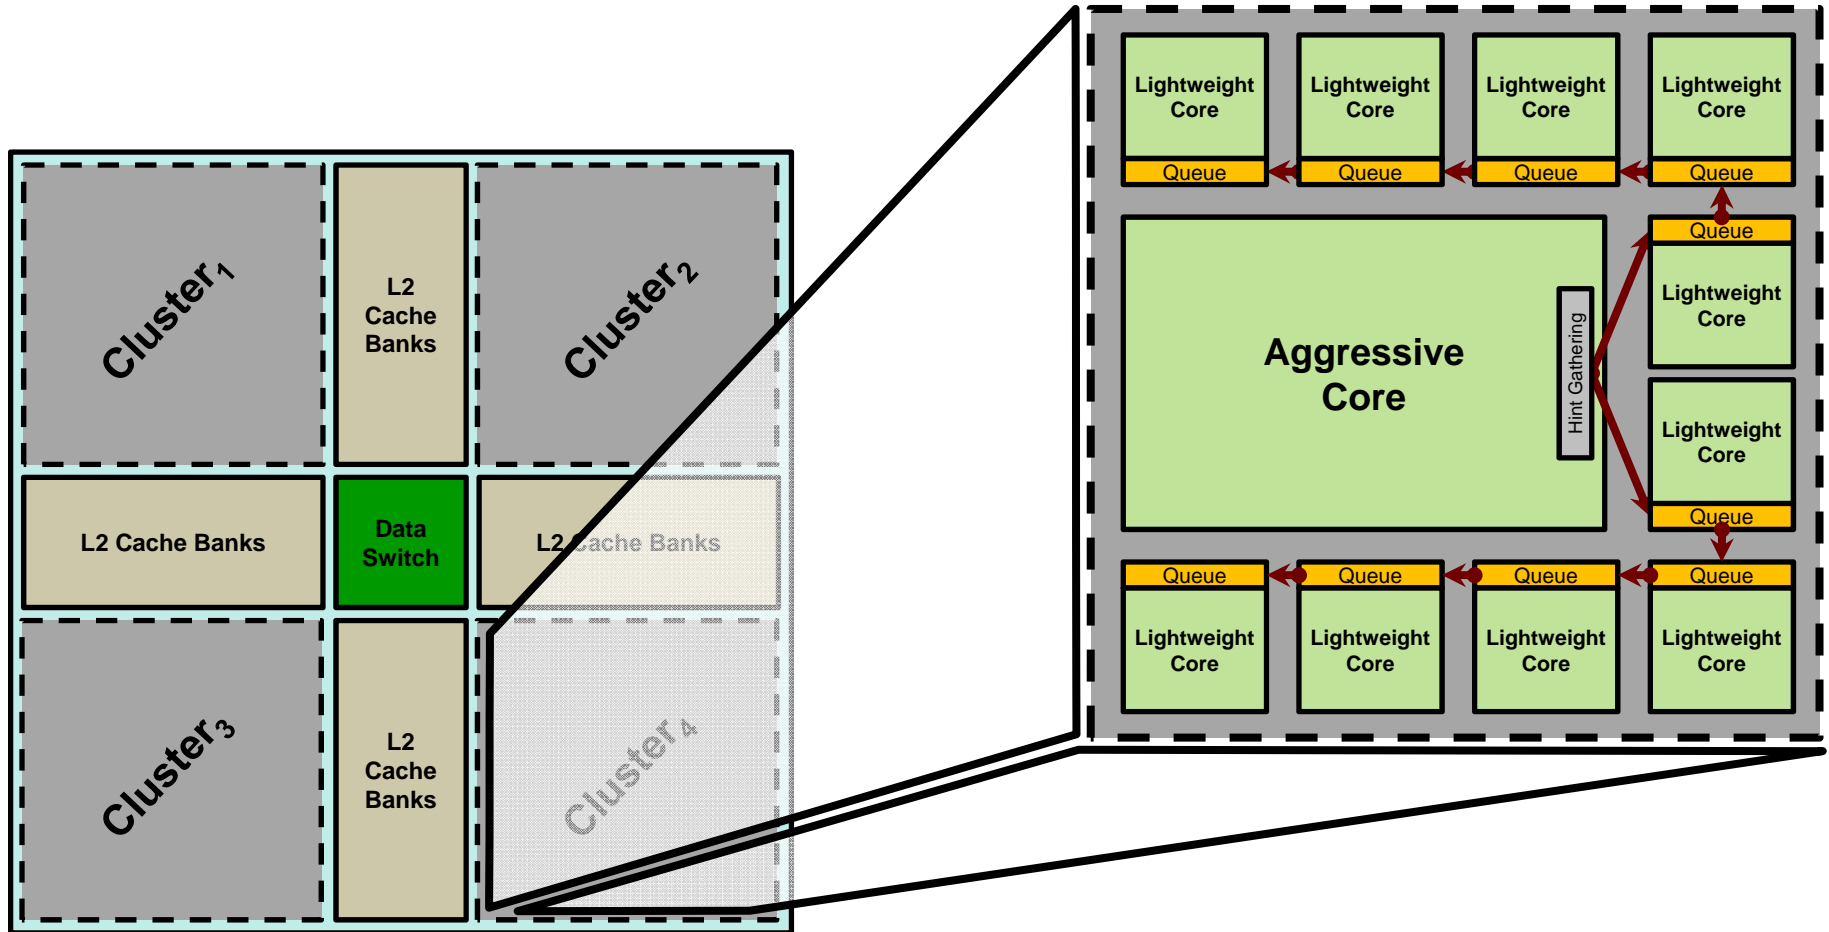 Cluster1
L2
Cache
Banks
Cluster2
L2 Cache Banks
Data
Switch
L2 Cache Banks
Cluster3
L2
Cache
Banks
Cluster4
Lightweight
Core
Queue
Lightweight
Core
Queue
Lightweight
Core
Queue
Lightweight
Core
Queue
Aggressive
Core
Hint Gathering
Queue
Lightweight
Core
Lightweight
Core
Queue
Queue
Lightweight
Core
Queue
Lightweight
Core
Queue
Lightweight
Core
Queue
Lightweight
Core